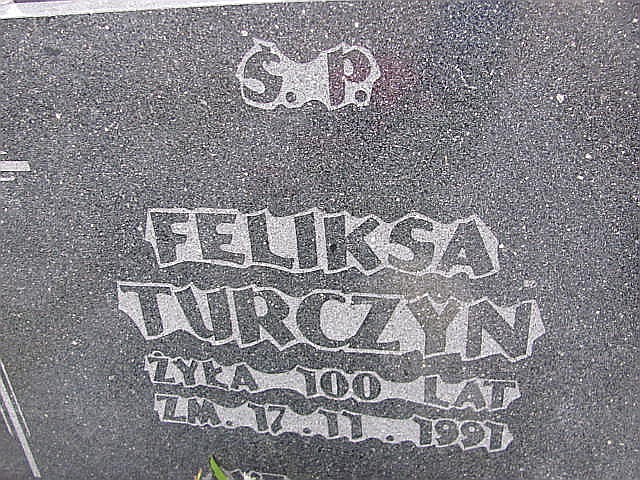 Ś.P.
FELIKSA
TURCZYN
ŻYŁA 100 LAT
ZM. 17.11.1991